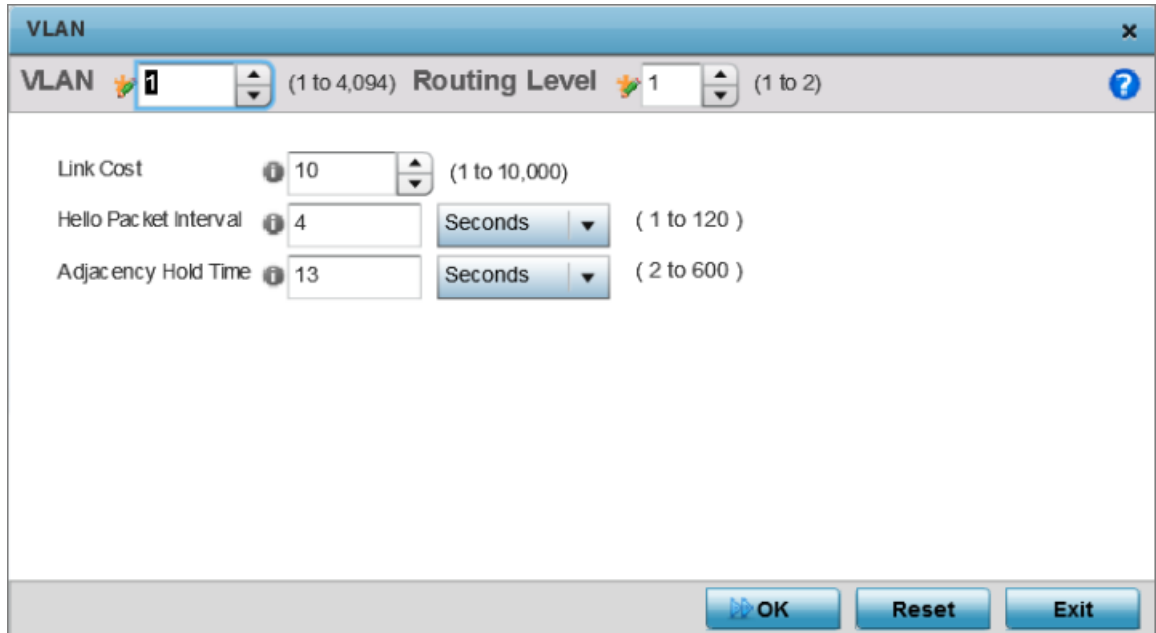 VLAN
VLAN 1 (1 to 4,094) Routing Level 1 (1 to 2)
Link Cost 10 (1 to 10,000)
Hello Packet Interval 4 Seconds ( 1 to 120 )
Adjacency Hold Time 13 Seconds ( 2 to 600 )
OK Reset Exit